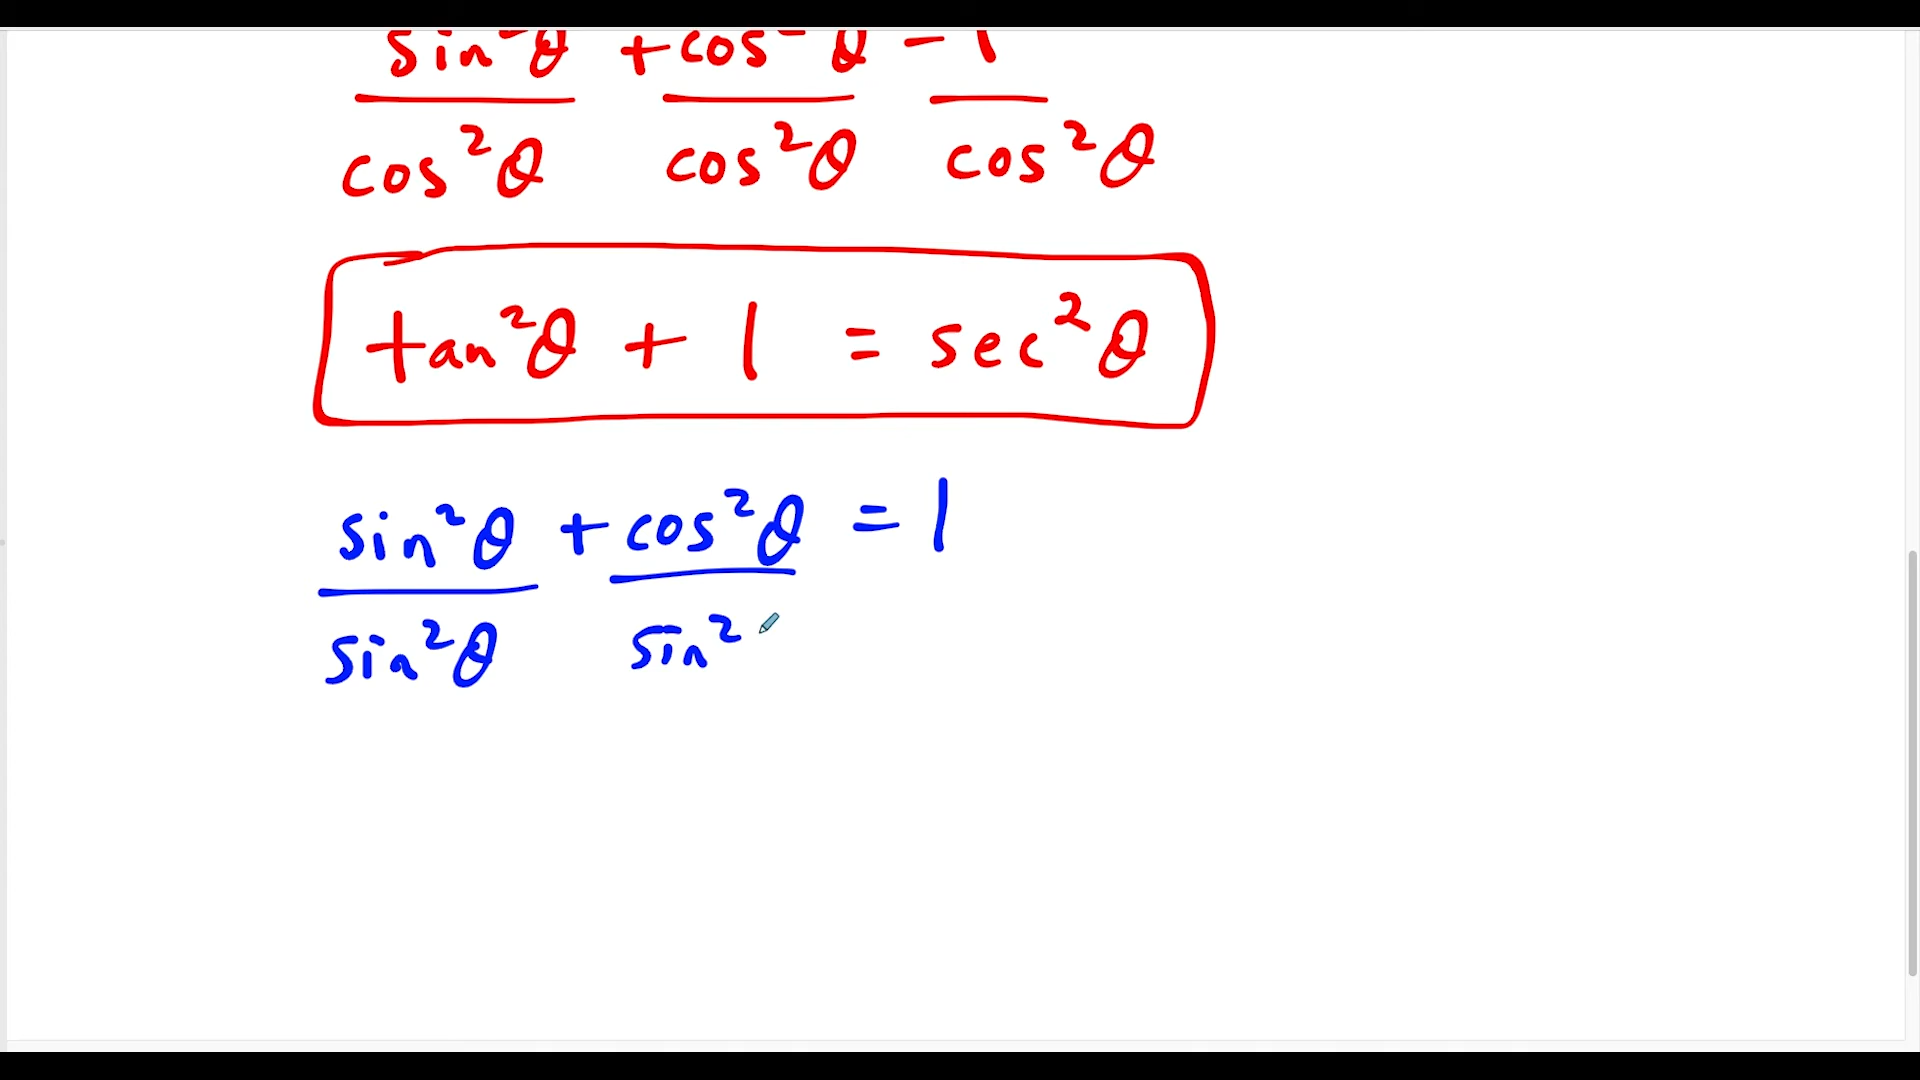 sin²θ + cos²θ = 1
cos²θ cos²θ cos²θ
tan²θ + 1 = sec²θ
sin²θ + cos²θ = 1
sin²θ sin²